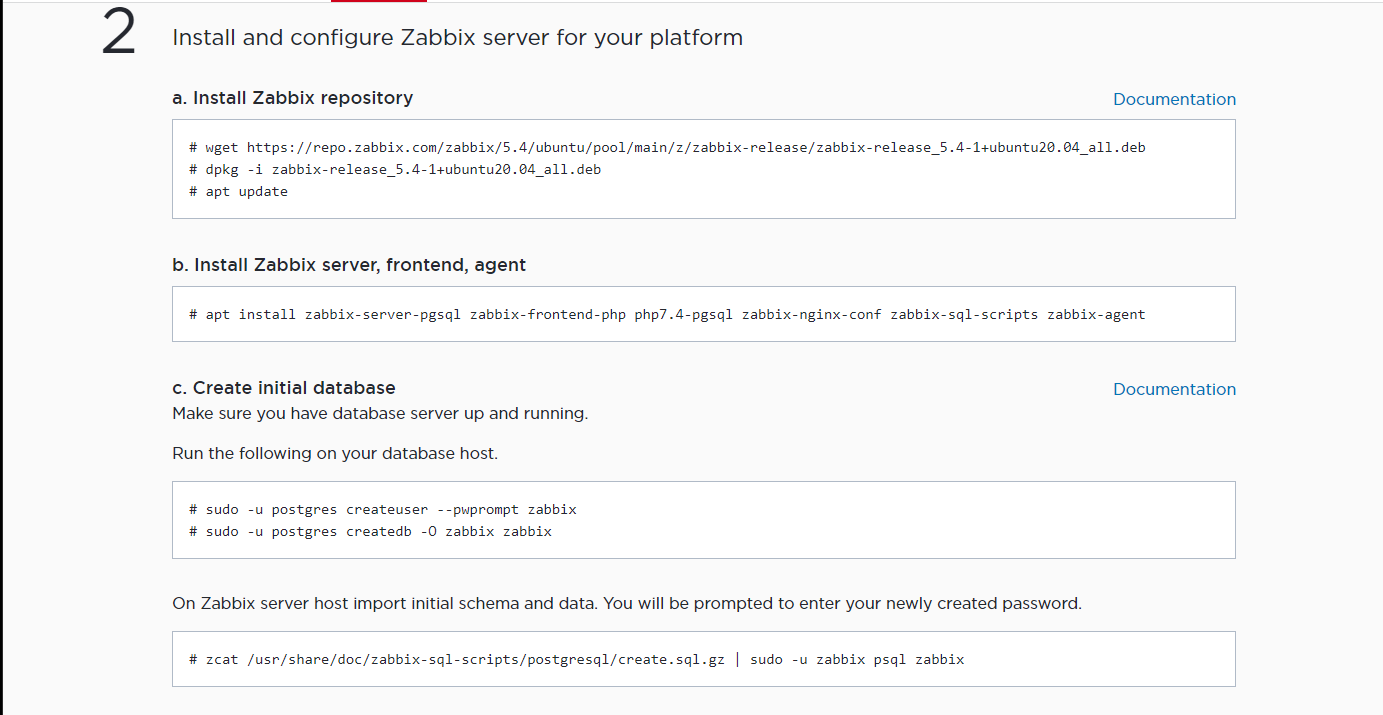 2
Install and configure Zabbix server for your platform
a. Install Zabbix repository
Documentation
# wget https://repo.zabbix.com/zabbix/5.4/ubuntu/pool/main/z/zabbix-release/zabbix-release_5.4-1+ubuntu20.04_all.deb
# dpkg -i zabbix-release_5.4-1+ubuntu20.04_all.deb
# apt update
b. Install Zabbix server, frontend, agent
# apt install zabbix-server-pgsql zabbix-frontend-php php7.4-pgsql zabbix-nginx-conf zabbix-sql-scripts zabbix-agent
c. Create initial database
Documentation
Make sure you have database server up and running.
Run the following on your database host.
# sudo -u postgres createuser --pwprompt zabbix
# sudo -u postgres createdb -O zabbix zabbix
On Zabbix server host import initial schema and data. You will be prompted to enter your newly created password.
# zcat /usr/share/doc/zabbix-sql-scripts/postgresql/create.sql.gz | sudo -u zabbix psql zabbix